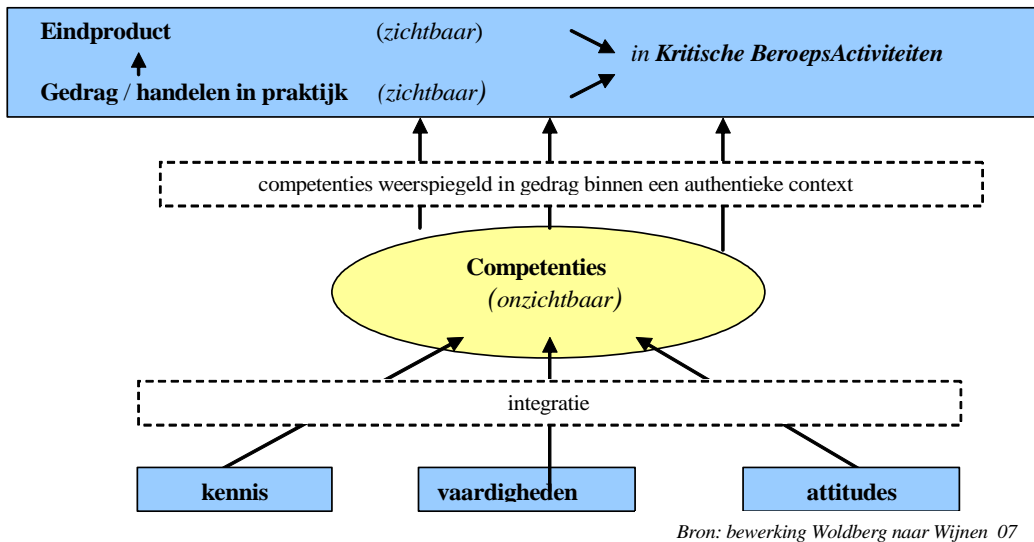 Eindproduct (zichtbaar)
in Kritische BeroepsActiviteiten
Gedrag / handelen in praktijk (zichtbaar)
competenties weerspiegeld in gedrag binnen een authentieke context
Competenties
(onzichtbaar)
integratie
kennis vaardigheden attitudes
Bron: bewerking Woldberg naar Wijnen 07